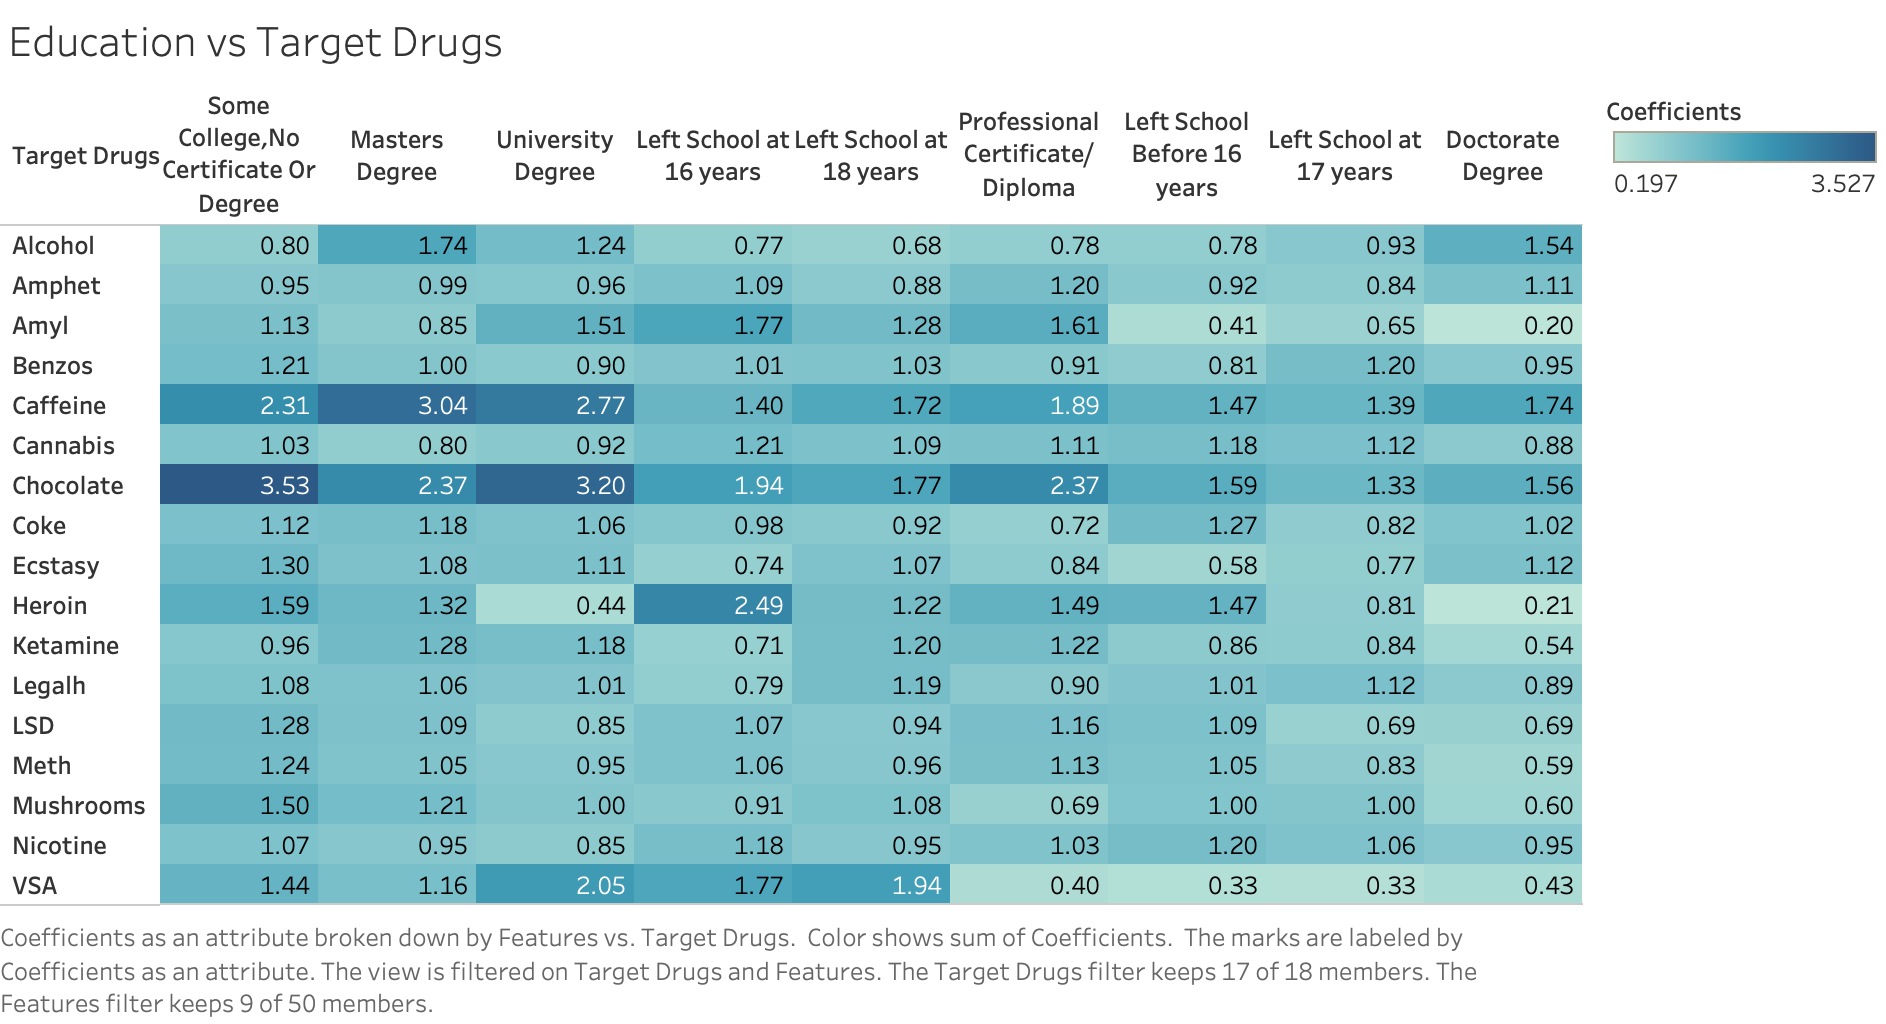 Education vs Target Drugs
Target Drugs
Some
College,No
Certificate Or
Degree
Masters
Degree
University
Degree
Left School at
16 years
Left School at
18 years
Professional
Certificate/
Diploma
Left School
Before 16
years
Left School at
17 years
Doctorate
Degree
Coefficients
0.197 3.527
Alcohol 0.80 1.74 1.24 0.77 0.68 0.78 0.78 0.93 1.54
Amphet 0.95 0.99 0.96 1.09 0.88 1.20 0.92 0.84 1.11
Amyl 1.13 0.85 1.51 1.77 1.28 1.61 0.41 0.65 0.20
Benzos 1.21 1.00 0.90 1.01 1.03 0.91 0.81 1.20 0.95
Caffeine 2.31 3.04 2.77 1.40 1.72 1.89 1.47 1.39 1.74
Cannabis 1.03 0.80 0.92 1.21 1.09 1.11 1.18 1.12 0.88
Chocolate 3.53 2.37 3.20 1.94 1.77 2.37 1.59 1.33 1.56
Coke 1.12 1.18 1.06 0.98 0.92 0.72 1.27 0.82 1.02
Ecstasy 1.30 1.08 1.11 0.74 1.07 0.84 0.58 0.77 1.12
Heroin 1.59 1.32 0.44 2.49 1.22 1.49 1.47 0.81 0.21
Ketamine 0.96 1.28 1.18 0.71 1.20 1.22 0.86 0.84 0.54
Legalh 1.08 1.06 1.01 0.79 1.19 0.90 1.01 1.12 0.89
LSD 1.28 1.09 0.85 1.07 0.94 1.16 1.09 0.69 0.69
Meth 1.24 1.05 0.95 1.06 0.96 1.13 1.05 0.83 0.59
Mushrooms 1.50 1.21 1.00 0.91 1.08 0.69 1.00 1.00 0.60
Nicotine 1.07 0.95 0.85 1.18 0.95 1.03 1.20 1.06 0.95
VSA 1.44 1.16 2.05 1.77 1.94 0.40 0.33 0.33 0.43
Coefficients as an attribute broken down by Features vs. Target Drugs.  Color shows sum of Coefficients.  The marks are labeled by
Coefficients as an attribute. The view is filtered on Target Drugs and Features. The Target Drugs filter keeps 17 of 18 members. The
Features filter keeps 9 of 50 members.